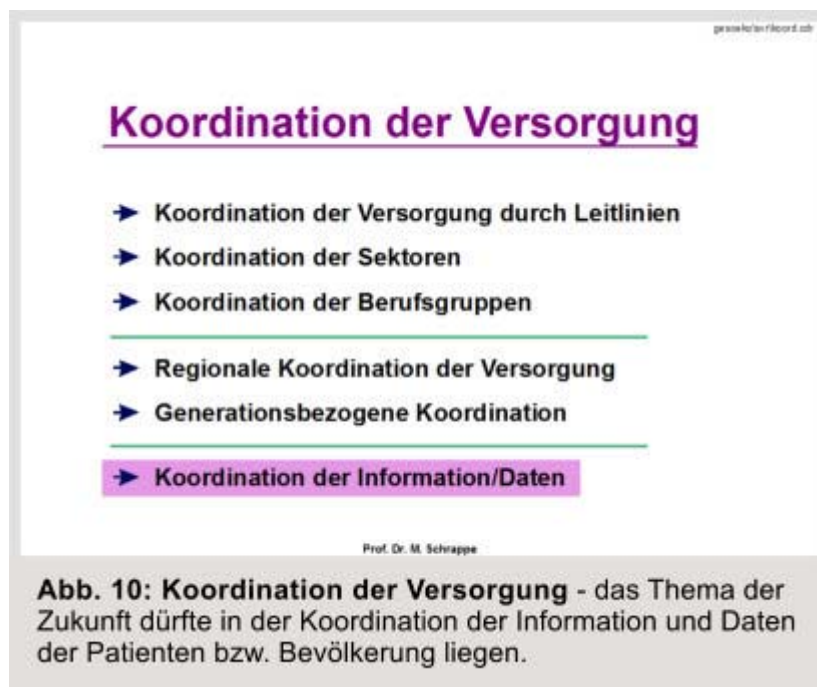 Koordination der Versorgung
Koordination der Versorgung durch Leitlinien
Koordination der Sektoren
Koordination der Berufsgruppen
Regionale Koordination der Versorgung
Generationsbezogene Koordination
Koordination der Information/Daten
Prof. Dr. M. Schrappe
Abb. 10: Koordination der Versorgung - das Thema der
Zukunft dürfte in der Koordination der Information und Daten
der Patienten bzw. Bevölkerung liegen.